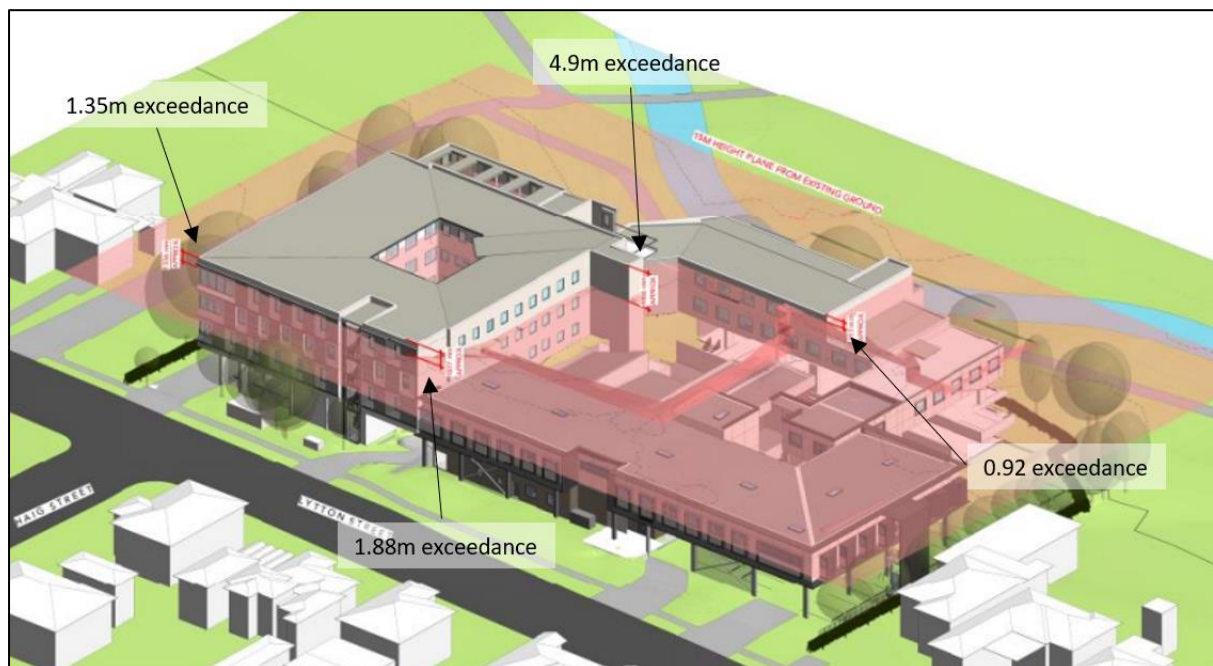 4.9m exceedance
1.35m exceedance
15M HEIGHT PLANE FROM EXISTING GROUND
0.92 exceedance
HAIG STREET
LYTTON STREET
1.88m exceedance